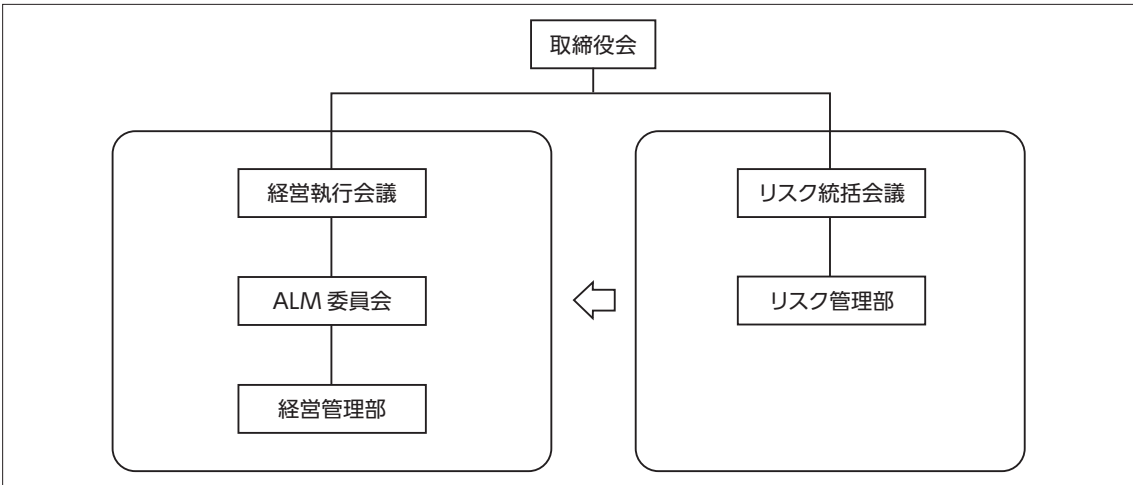 取締役会
経営執行会議
ALM 委員会
経営管理部
リスク統括会議
リスク管理部